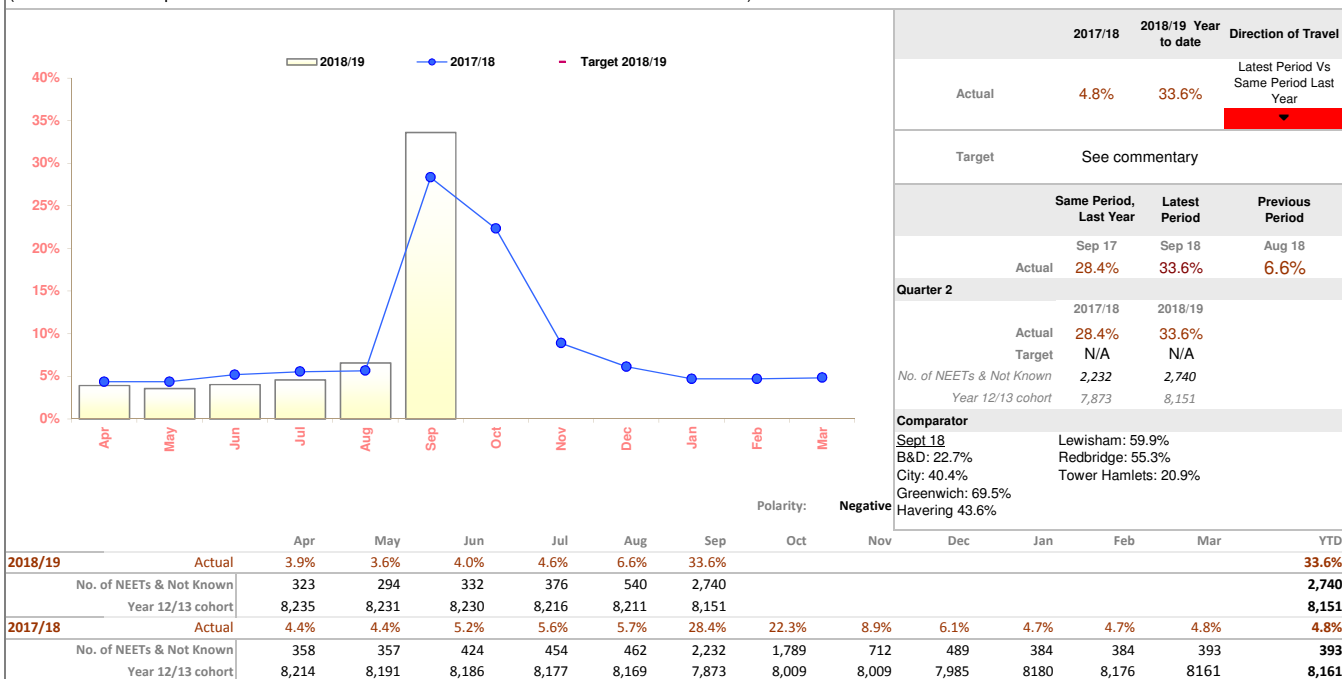 2018/19 2017/18 Target 2018/19
40%
35%
30%
25%
20%
15%
10%
5%
0%
Apr May Jun Jul Aug Sep Oct Nov Dec Jan Feb Mar
Polarity: Negative
2017/18 2018/19 Year to date Direction of Travel
Actual 4.8% 33.6% Latest Period Vs Same Period Last Year
Target See commentary
Same Period, Last Year Latest Period Previous Period
Sep 17 Sep 18 Aug 18
Actual 28.4% 33.6% 6.6%
Quarter 2
2017/18 2018/19
Actual 28.4% 33.6%
Target N/A N/A
No. of NEETs & Not Known 2,232 2,740
Year 12/13 cohort 7,873 8,151
Comparator
Sept 18 Lewisham: 59.9%
B&D: 22.7% Redbridge: 55.3%
City: 40.4% Tower Hamlets: 20.9%
Greenwich: 69.5%
Havering 43.6%
Apr May Jun Jul Aug Sep Oct Nov Dec Jan Feb Mar YTD
2018/19 Actual 3.9% 3.6% 4.0% 4.6% 6.6% 33.6% 33.6%
No. of NEETs & Not Known 323 294 332 376 540 2,740 2,740
Year 12/13 cohort 8,235 8,231 8,230 8,216 8,211 8,151 8,151
2017/18 Actual 4.4% 4.4% 5.2% 5.6% 5.7% 28.4% 22.3% 8.9% 6.1% 4.7% 4.7% 4.8% 4.8%
No. of NEETs & Not Known 358 357 424 454 462 2,232 1,789 712 489 384 384 393 393
Year 12/13 cohort 8,214 8,191 8,186 8,177 8,169 7,873 8,009 8,009 7,985 8180 8,176 8161 8,161